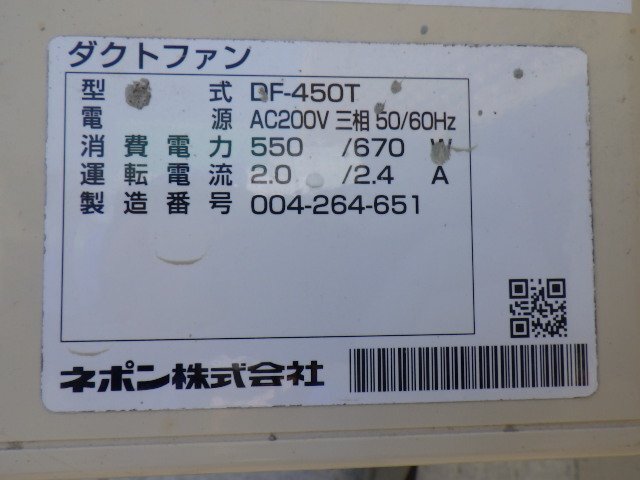 ダクトファン
型 式 DF-450T
電 源 AC200V 三相 50/60Hz
消費電力 550 /670 W
運転電流 2.0 /2.4 A
製造番号 004-264-651
ネポン株式会社